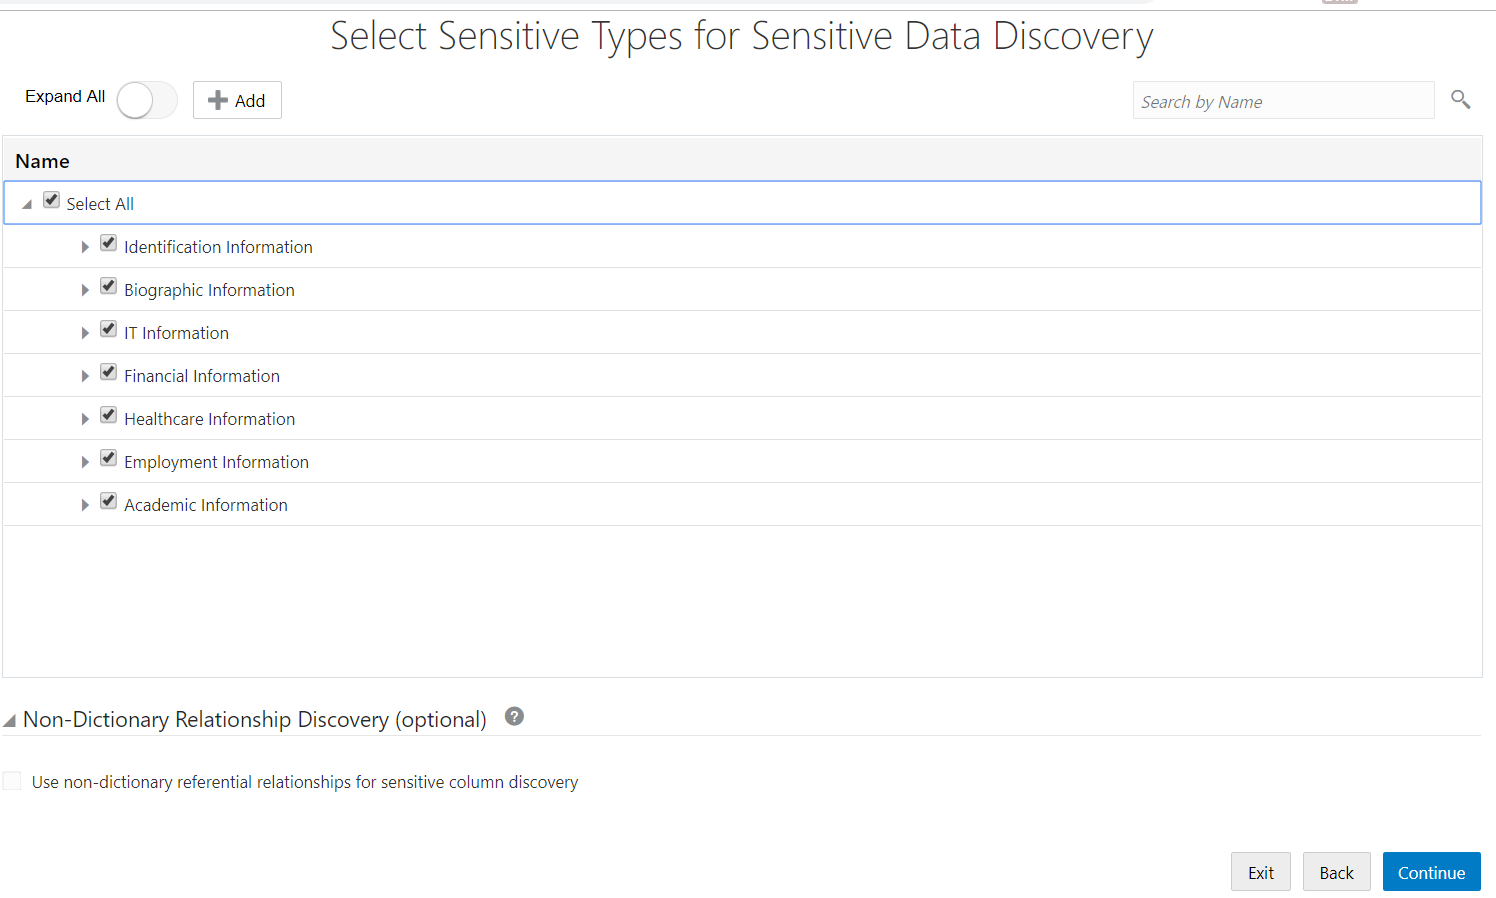 Select Sensitive Types for Sensitive Data Discovery
Expand All
Add
Search by Name
Name
Select All
Identification Information
Biographic Information
IT Information
Financial Information
Healthcare Information
Employment Information
Academic Information
Non-Dictionary Relationship Discovery (optional) ?
Use non-dictionary referential relationships for sensitive column discovery
Exit Back Continue